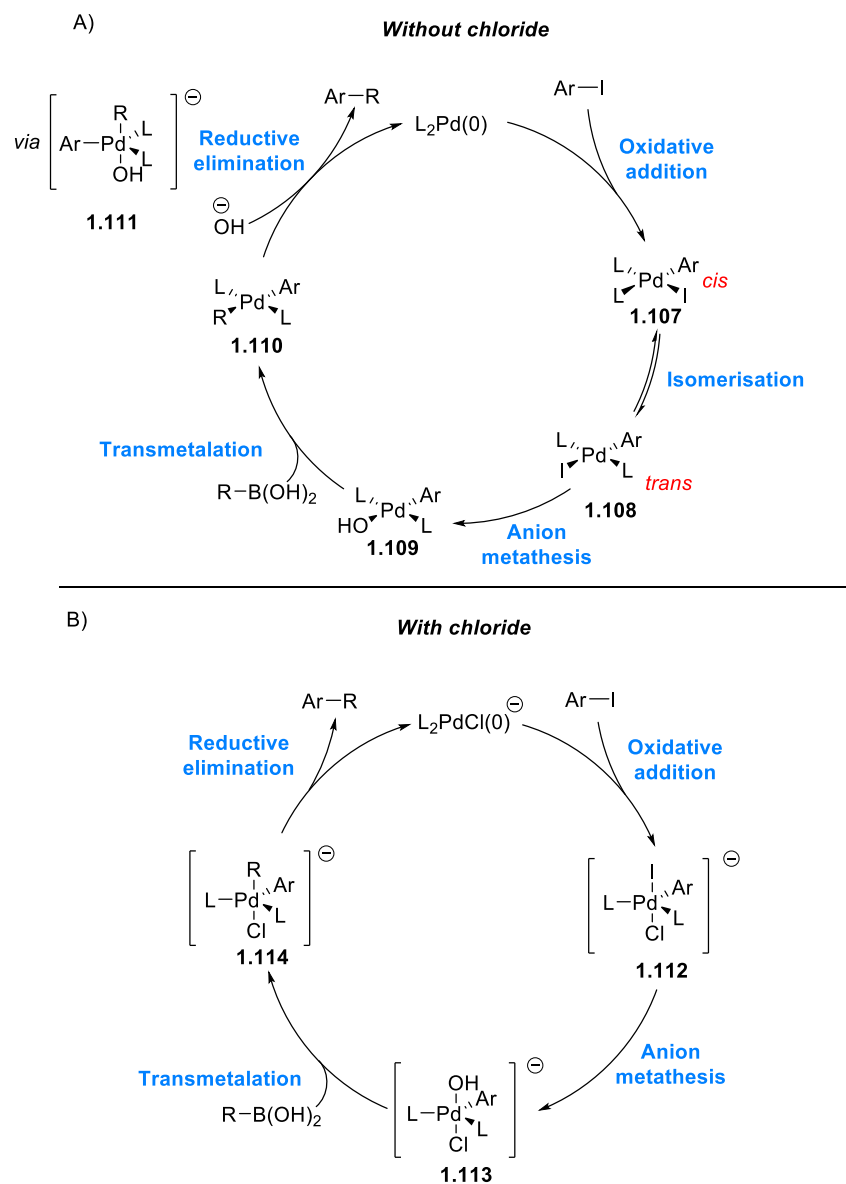 A)
Without chloride
Ar–R
L2Pd(0)
Ar–I
via
R
L
Ar–Pd
L
OH
⊖
1.111
Reductive
elimination
Oxidative
addition
⊖
OH
L
Ar
Pd
R
L
1.110
L
Ar
Pd
L
I
cis
1.107
Isomerisation
Transmetalation
R–B(OH)2
L
Ar
Pd
HO
L
1.109
L
Ar
Pd
I
L
trans
1.108
Anion
metathesis
B)
With chloride
Ar–R
L2PdCl(0)
⊖
Ar–I
Reductive
elimination
Oxidative
addition
R
Ar
L–Pd
L
Cl
⊖
1.114
I
Ar
L–Pd
L
Cl
⊖
1.112
Transmetalation
R–B(OH)2
OH
Ar
L–Pd
L
Cl
⊖
1.113
Anion
metathesis